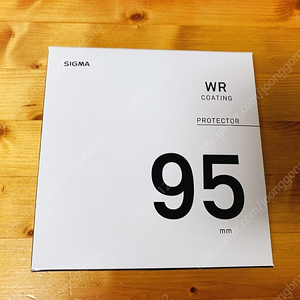 SIGMA
WR
COATING
PROTECTOR
95
mm